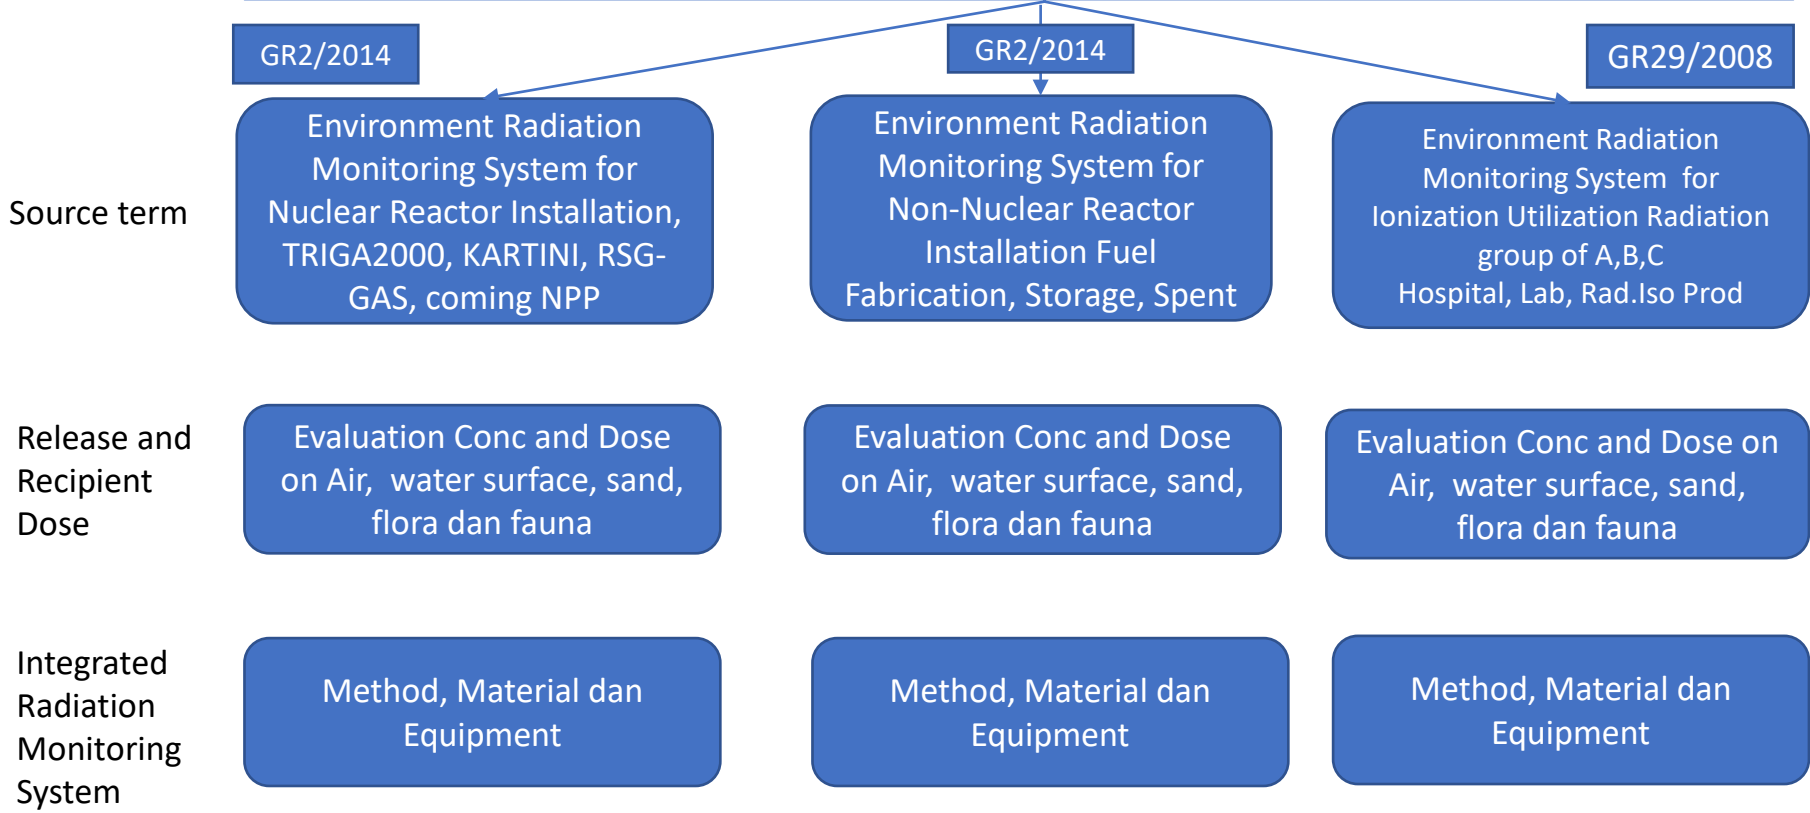 GR2/2014
GR2/2014
GR29/2008
Source term
Environment Radiation
Monitoring System for
Nuclear Reactor Installation,
TRIGA2000, KARTINI, RSG-
GAS, coming NPP
Environment Radiation
Monitoring System for
Non-Nuclear Reactor
Installation Fuel
Fabrication, Storage, Spent
Environment Radiation
Monitoring System  for
Ionization Utilization Radiation
group of A,B,C
Hospital, Lab, Rad.Iso Prod
Release and
Recipient
Dose
Evaluation Conc and Dose
on Air,  water surface, sand,
flora dan fauna
Evaluation Conc and Dose
on Air,  water surface, sand,
flora dan fauna
Evaluation Conc and Dose on
Air,  water surface, sand,
flora dan fauna
Integrated
Radiation
Monitoring
System
Method, Material dan
Equipment
Method, Material dan
Equipment
Method, Material dan
Equipment